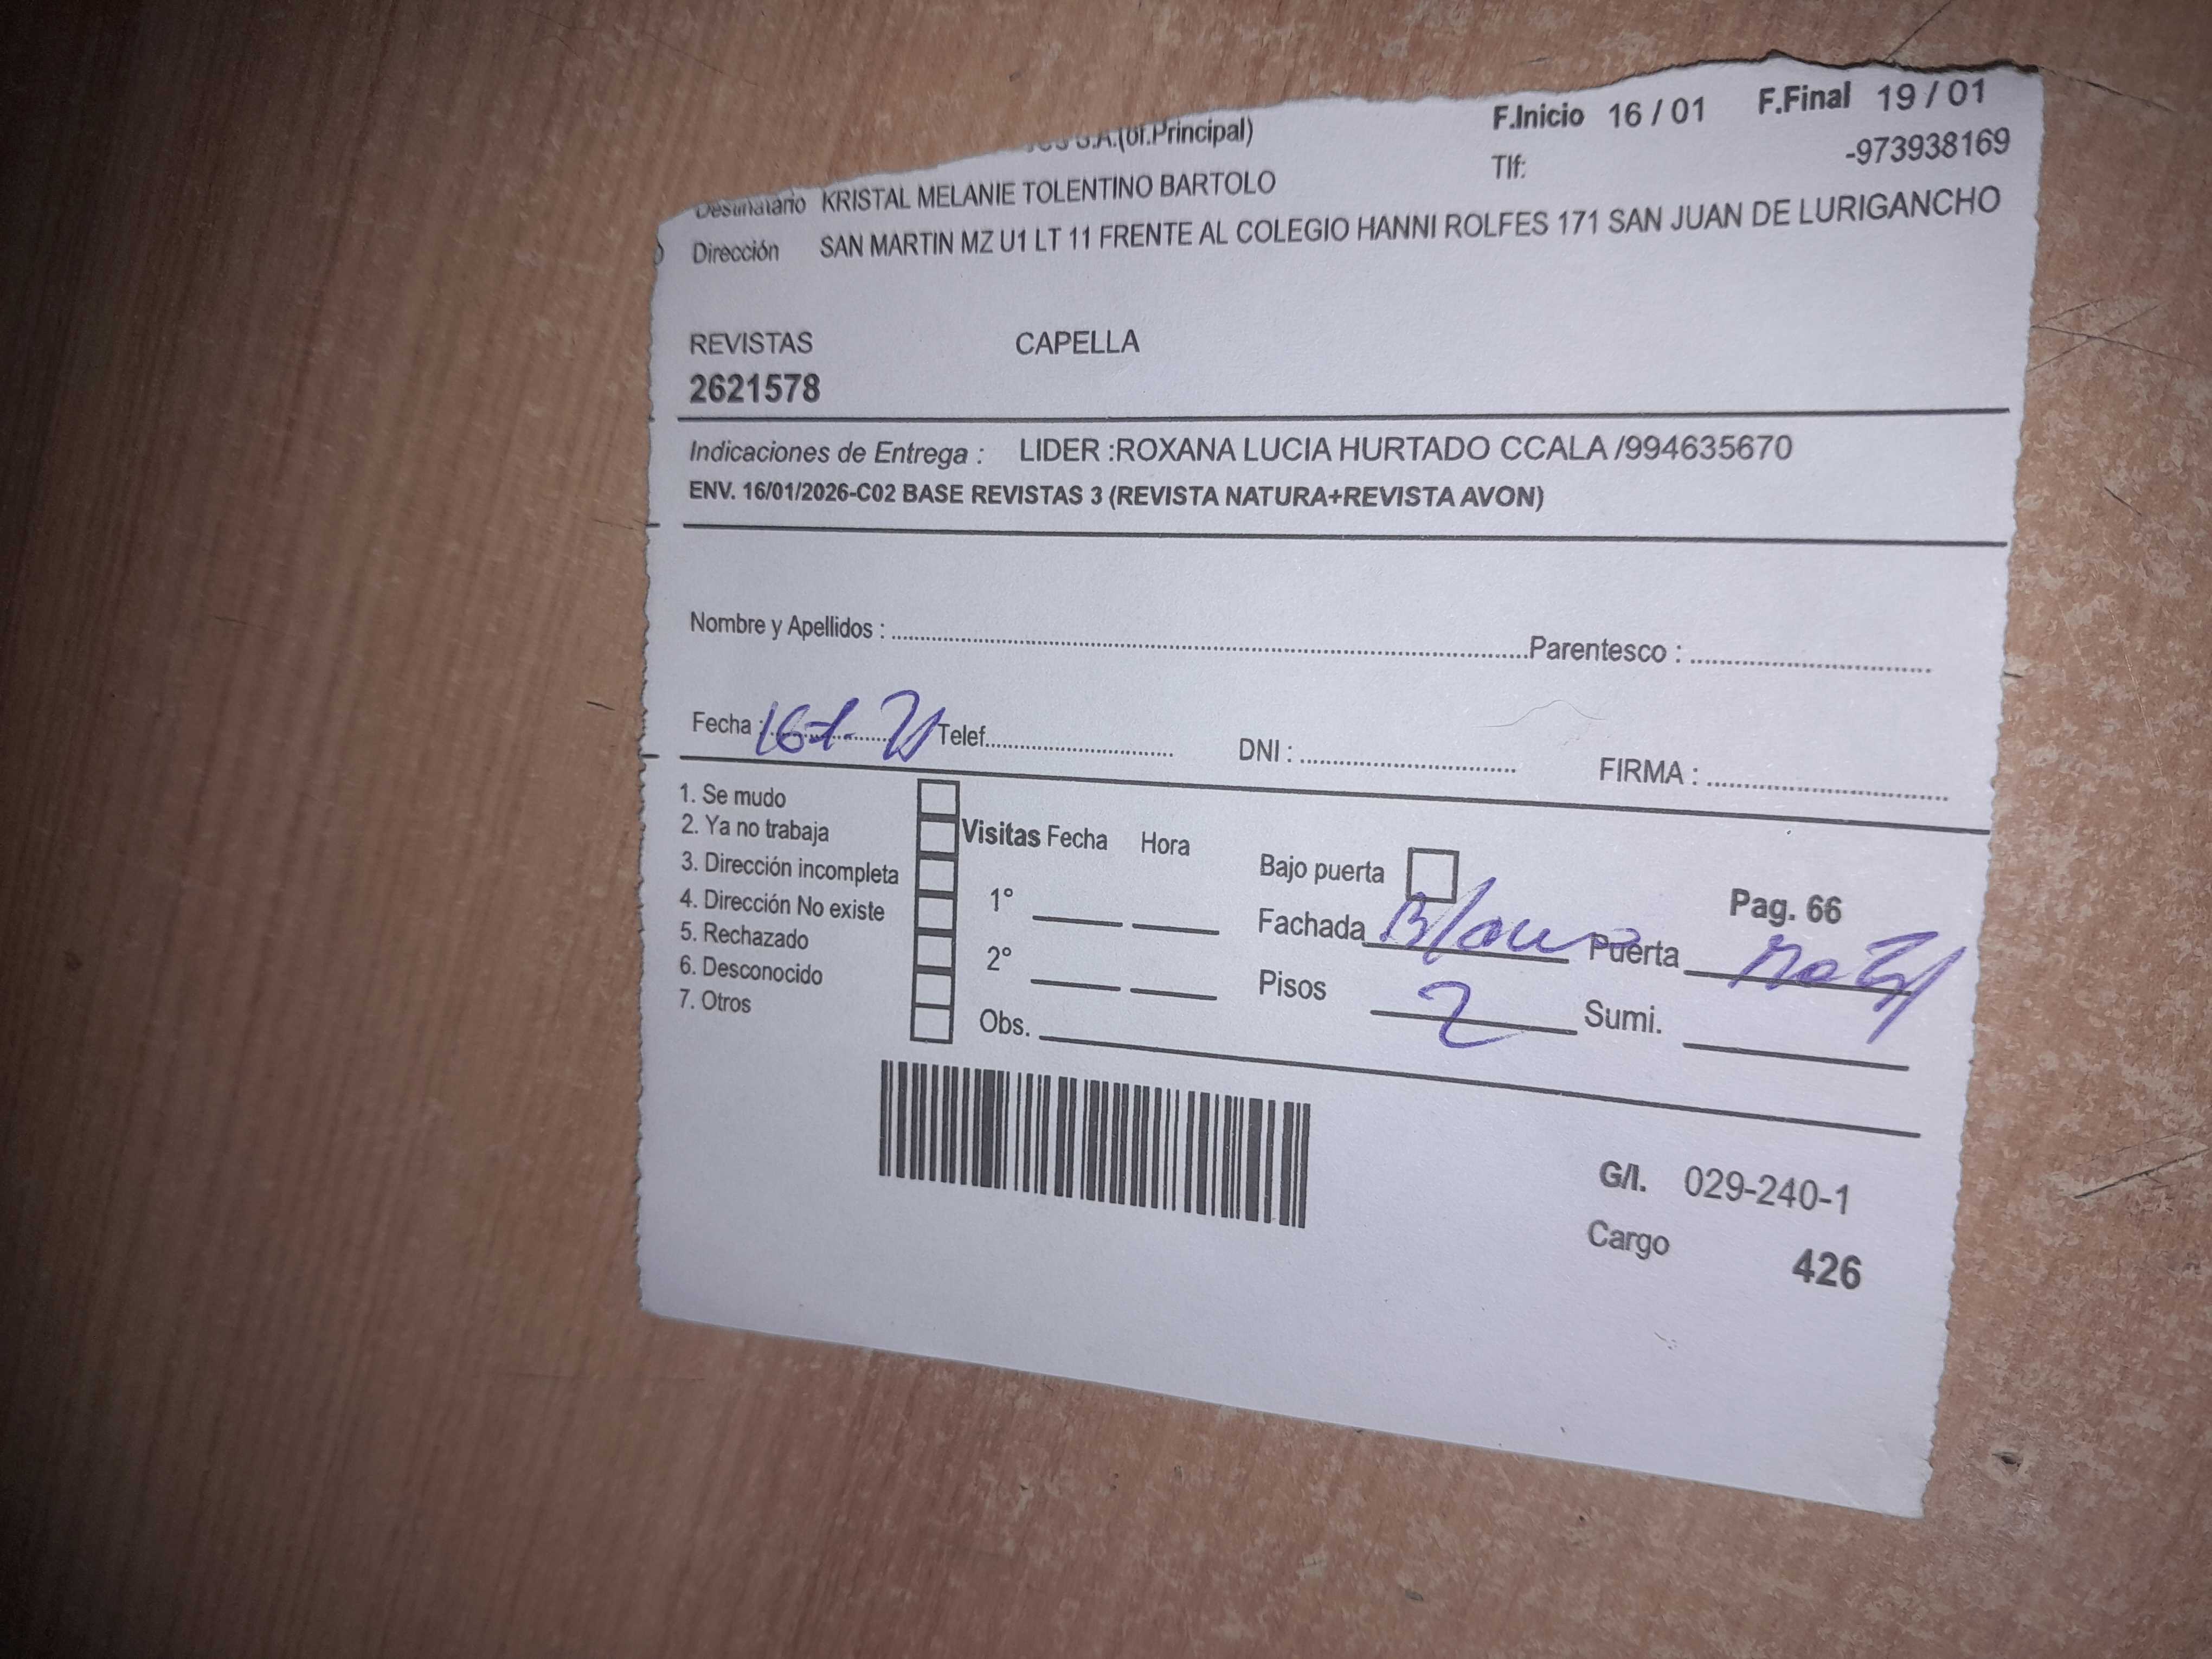 S.A.(of.Principal) F.Inicio 16 / 01 F.Final 19 / 01
Destinatario KRISTAL MELANIE TOLENTINO BARTOLO Tlf: -973938169
Dirección SAN MARTIN MZ U1 LT 11 FRENTE AL COLEGIO HANNI ROLFES 171 SAN JUAN DE LURIGANCHO
REVISTAS CAPELLA
2621578
Indicaciones de Entrega : LIDER :ROXANA LUCIA HURTADO CCALA /994635670
ENV. 16/01/2026-C02 BASE REVISTAS 3 (REVISTA NATURA+REVISTA AVON)
Nombre y Apellidos : Parentesco :
Fecha : Telef. DNI : FIRMA :
1. Se mudo
2. Ya no trabaja
3. Dirección incompleta
4. Dirección No existe
5. Rechazado
6. Desconocido
7. Otros
Visitas Fecha Hora
1°
2°
Obs.
Bajo puerta Pag. 66
Fachada Puerta
Pisos 2 Sumi.
G/I. 029-240-1
Cargo 426